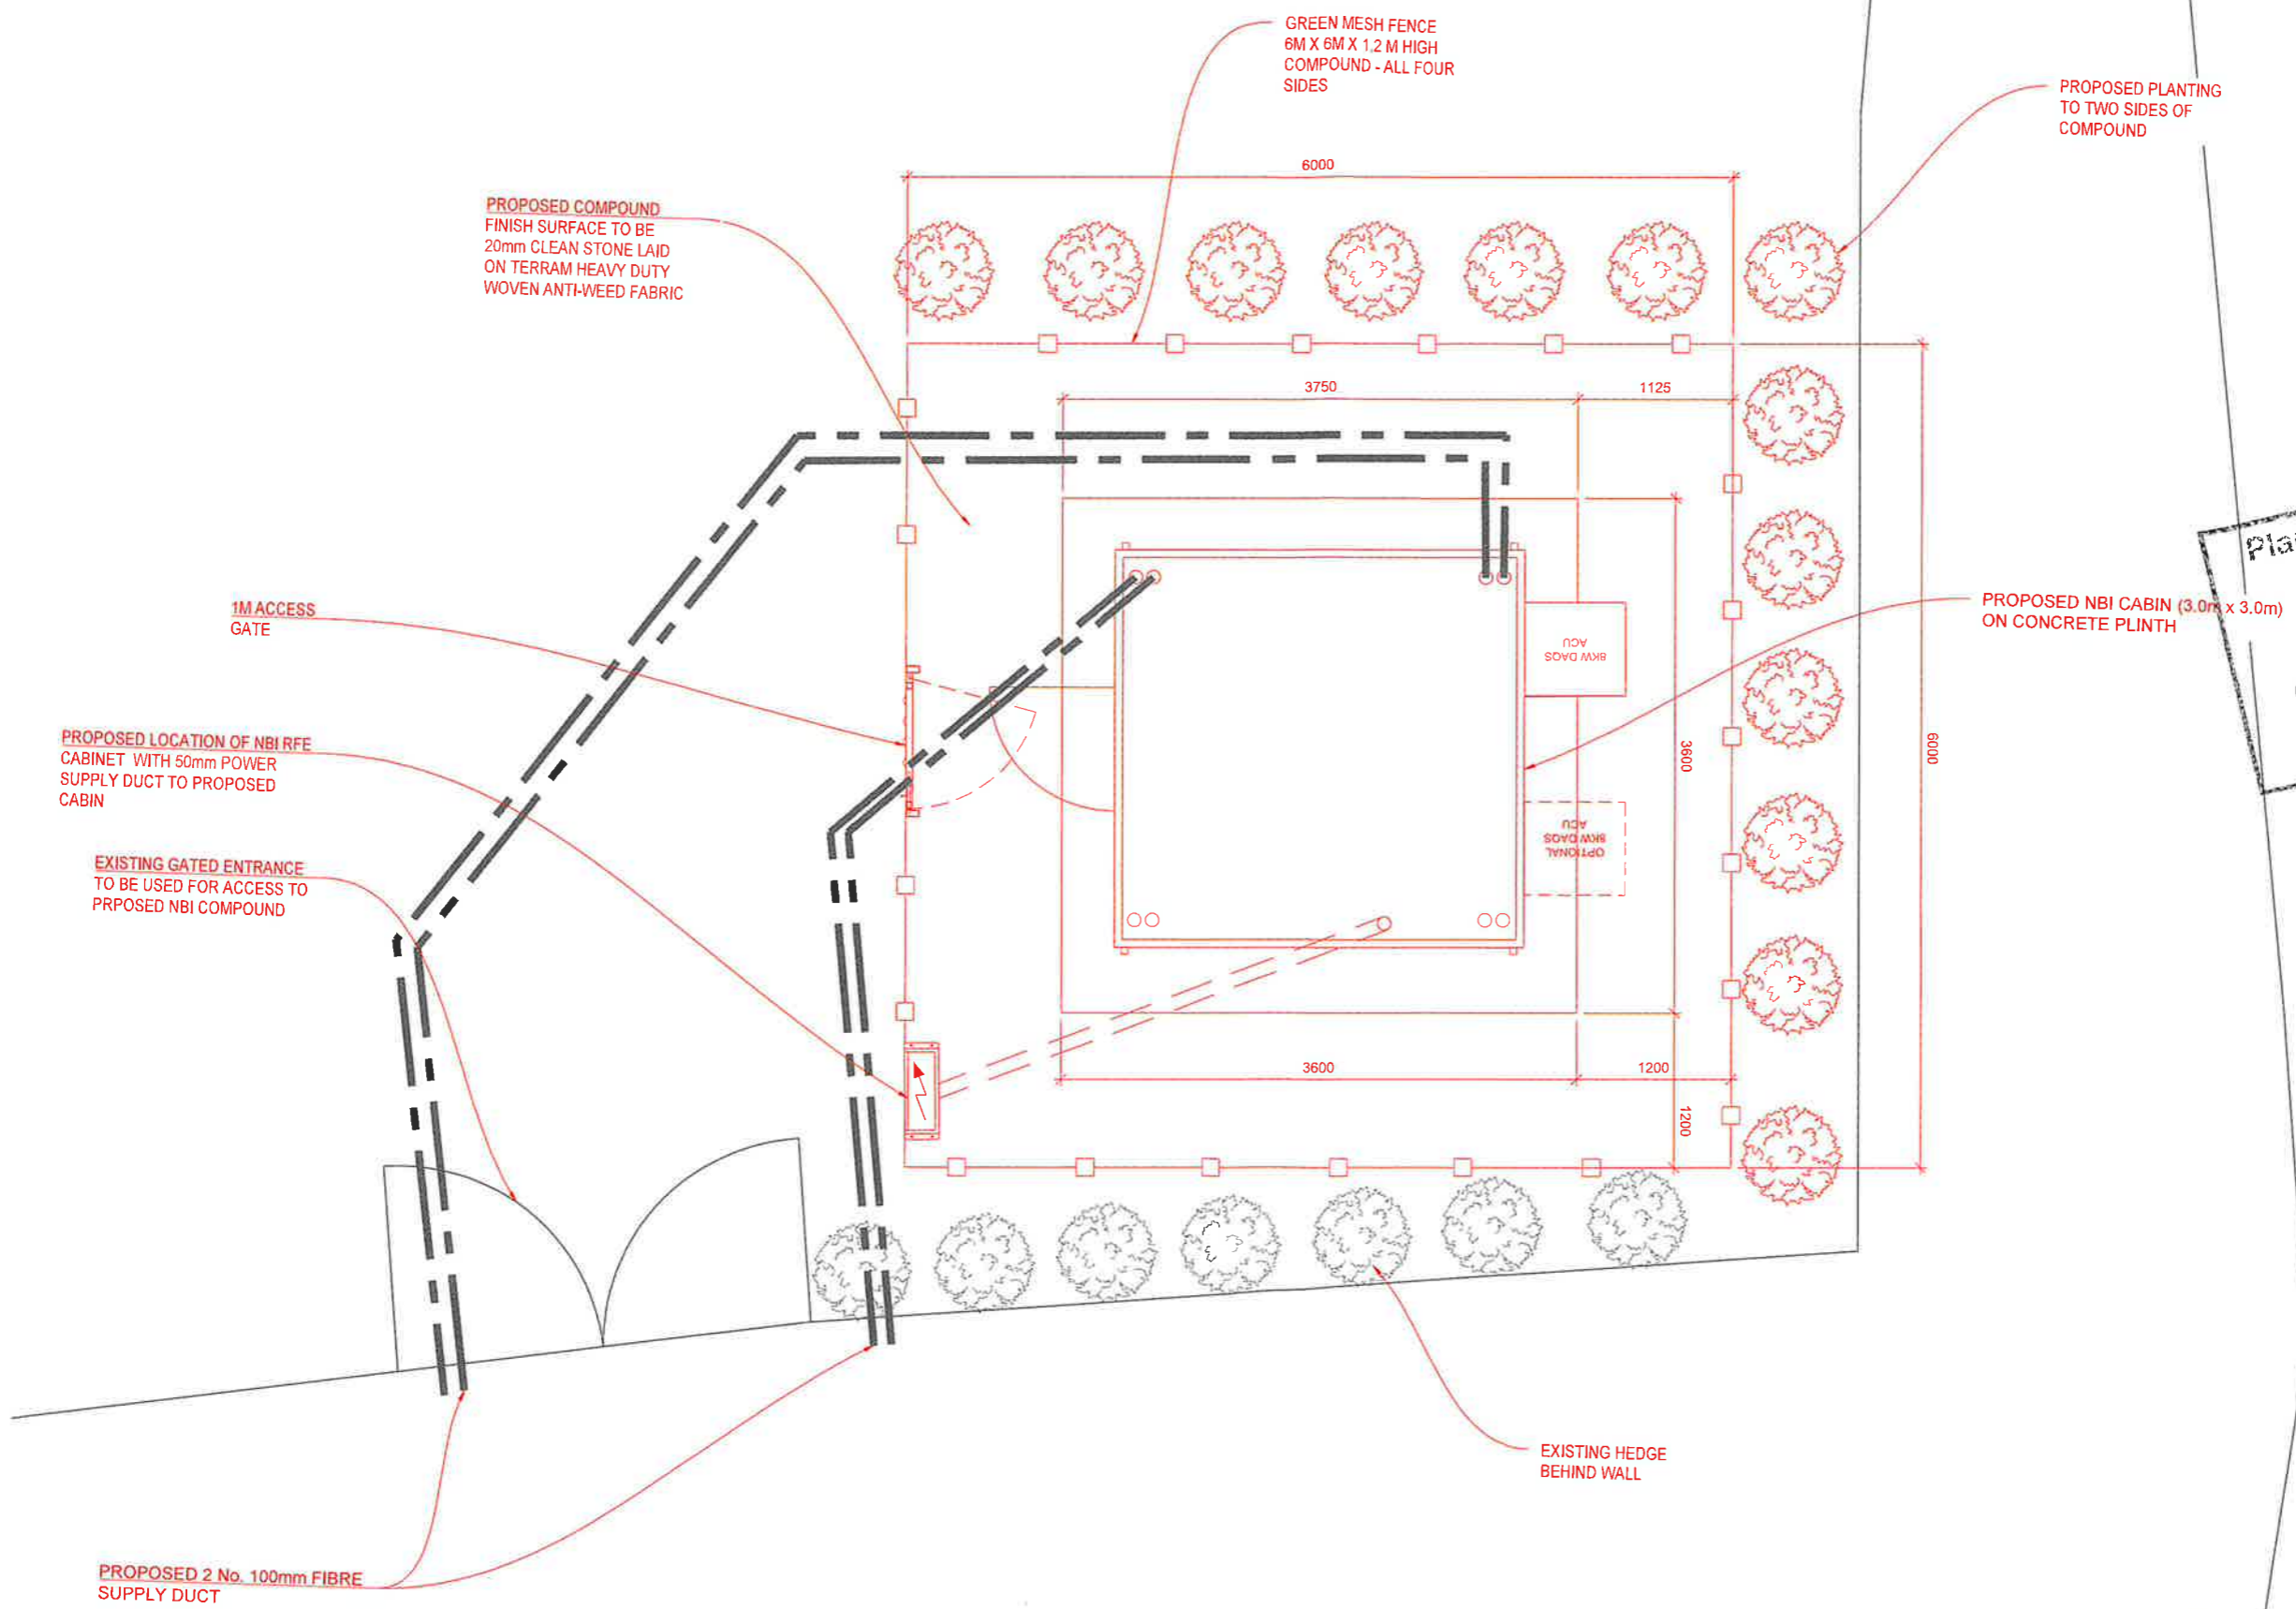 GREEN MESH FENCE
6M X 6M X 1.2 M HIGH
COMPOUND - ALL FOUR
SIDES
PROPOSED PLANTING
TO TWO SIDES OF
COMPOUND
6000
PROPOSED COMPOUND
FINISH SURFACE TO BE
20mm CLEAN STONE LAID
ON TERRAM HEAVY DUTY
WOVEN ANTI-WEED FABRIC
3750
1125
1M ACCESS
GATE
8KW DAQS
ACU
PROPOSED NBI CABIN (3.0m x 3.0m)
ON CONCRETE PLINTH
3600
6000
PROPOSED LOCATION OF NBI RFE
CABINET WITH 50mm POWER
SUPPLY DUCT TO PROPOSED
CABIN
OPTIONAL
8KW DAQS
ACU
EXISTING GATED ENTRANCE
TO BE USED FOR ACCESS TO
PRPOSED NBI COMPOUND
3600
1200
1200
EXISTING HEDGE
BEHIND WALL
PROPOSED 2 No. 100mm FIBRE
SUPPLY DUCT